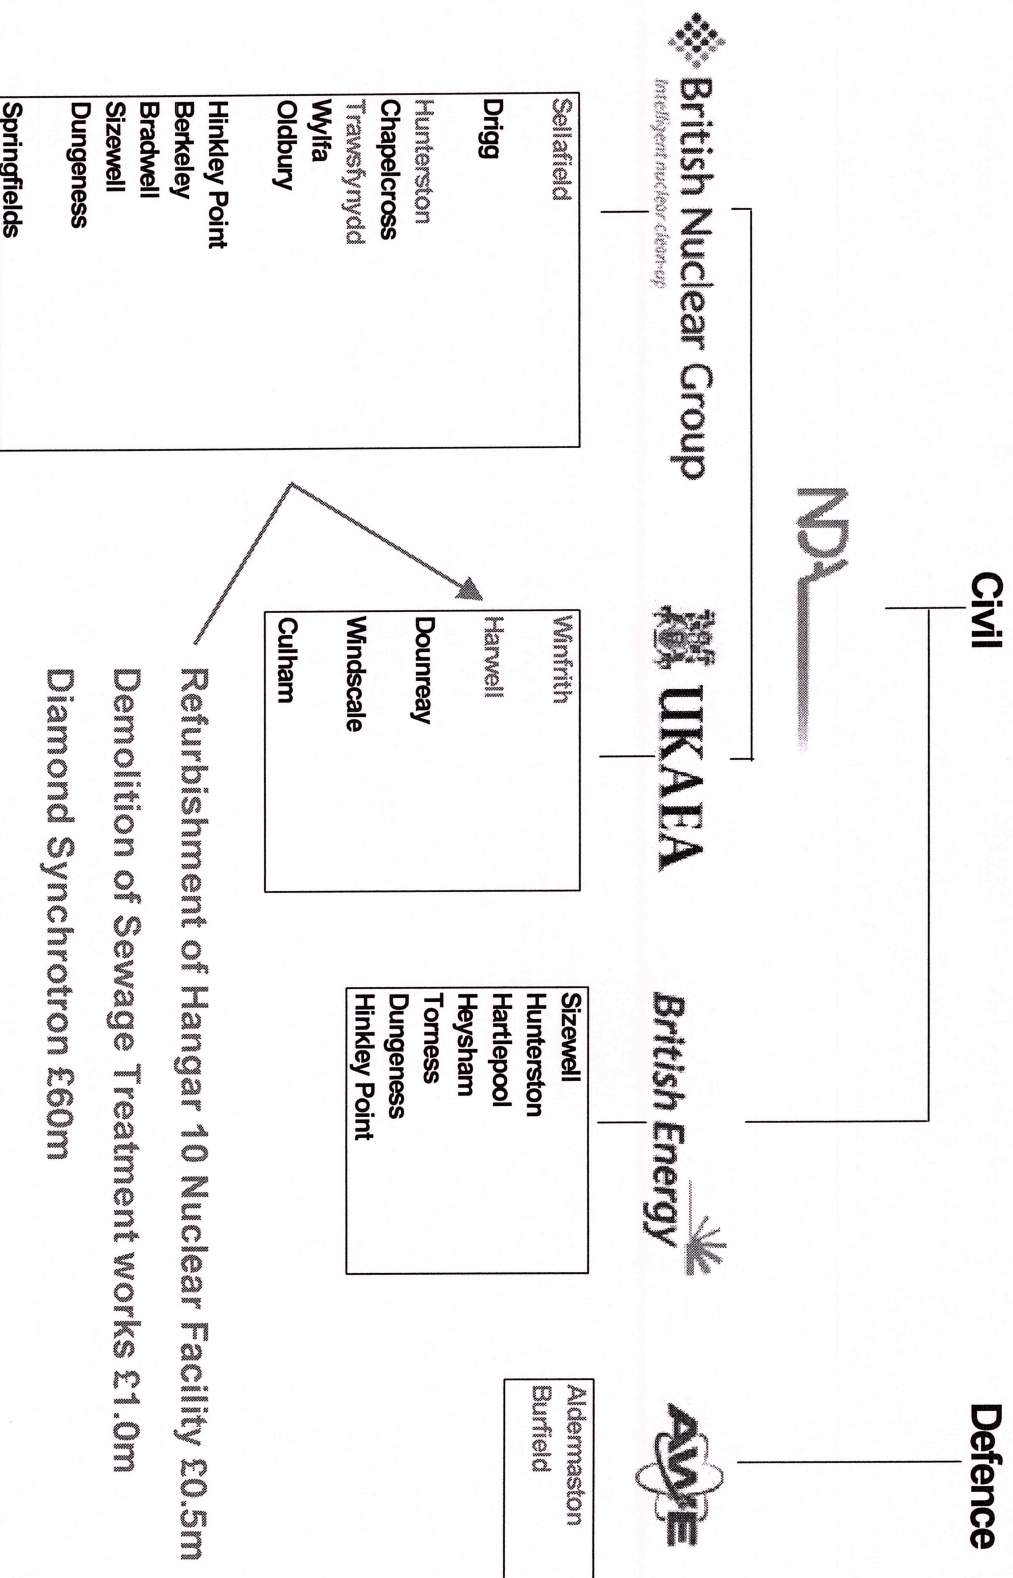 Civil
Defence
NDA
British Nuclear Group
Intelligent nuclear clean-up
UKAEA
British Energy
AWE
Sellafield
Drigg
Hunterston
Chapelcross
Trawsfynydd
Wylfa
Oldbury
Hinkley Point
Berkeley
Bradwell
Sizewell
Dungeness
Springfields
Winfrith
Harwell
Dounreay
Windscale
Culham
Sizewell
Hunterston
Hartlepool
Heysham
Torness
Dungeness
Hinkley Point
Aldermaston
Burfield
Refurbishment of Hangar 10 Nuclear Facility £0.5m
Demolition of Sewage Treatment works £1.0m
Diamond Synchrotron £60m